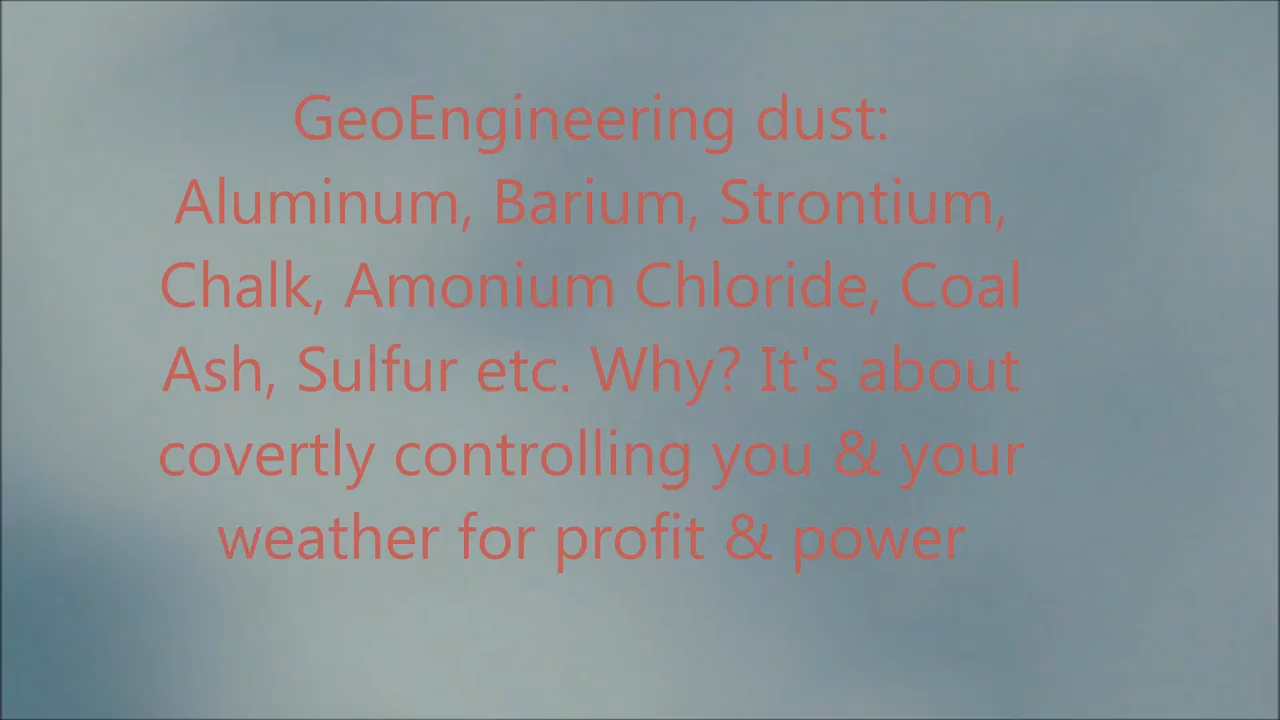 GeoEngineering dust:
Aluminum, Barium, Strontium,
Chalk, Amonium Chloride, Coal
Ash, Sulfur etc. Why? It's about
covertly controlling you & your
weather for profit & power